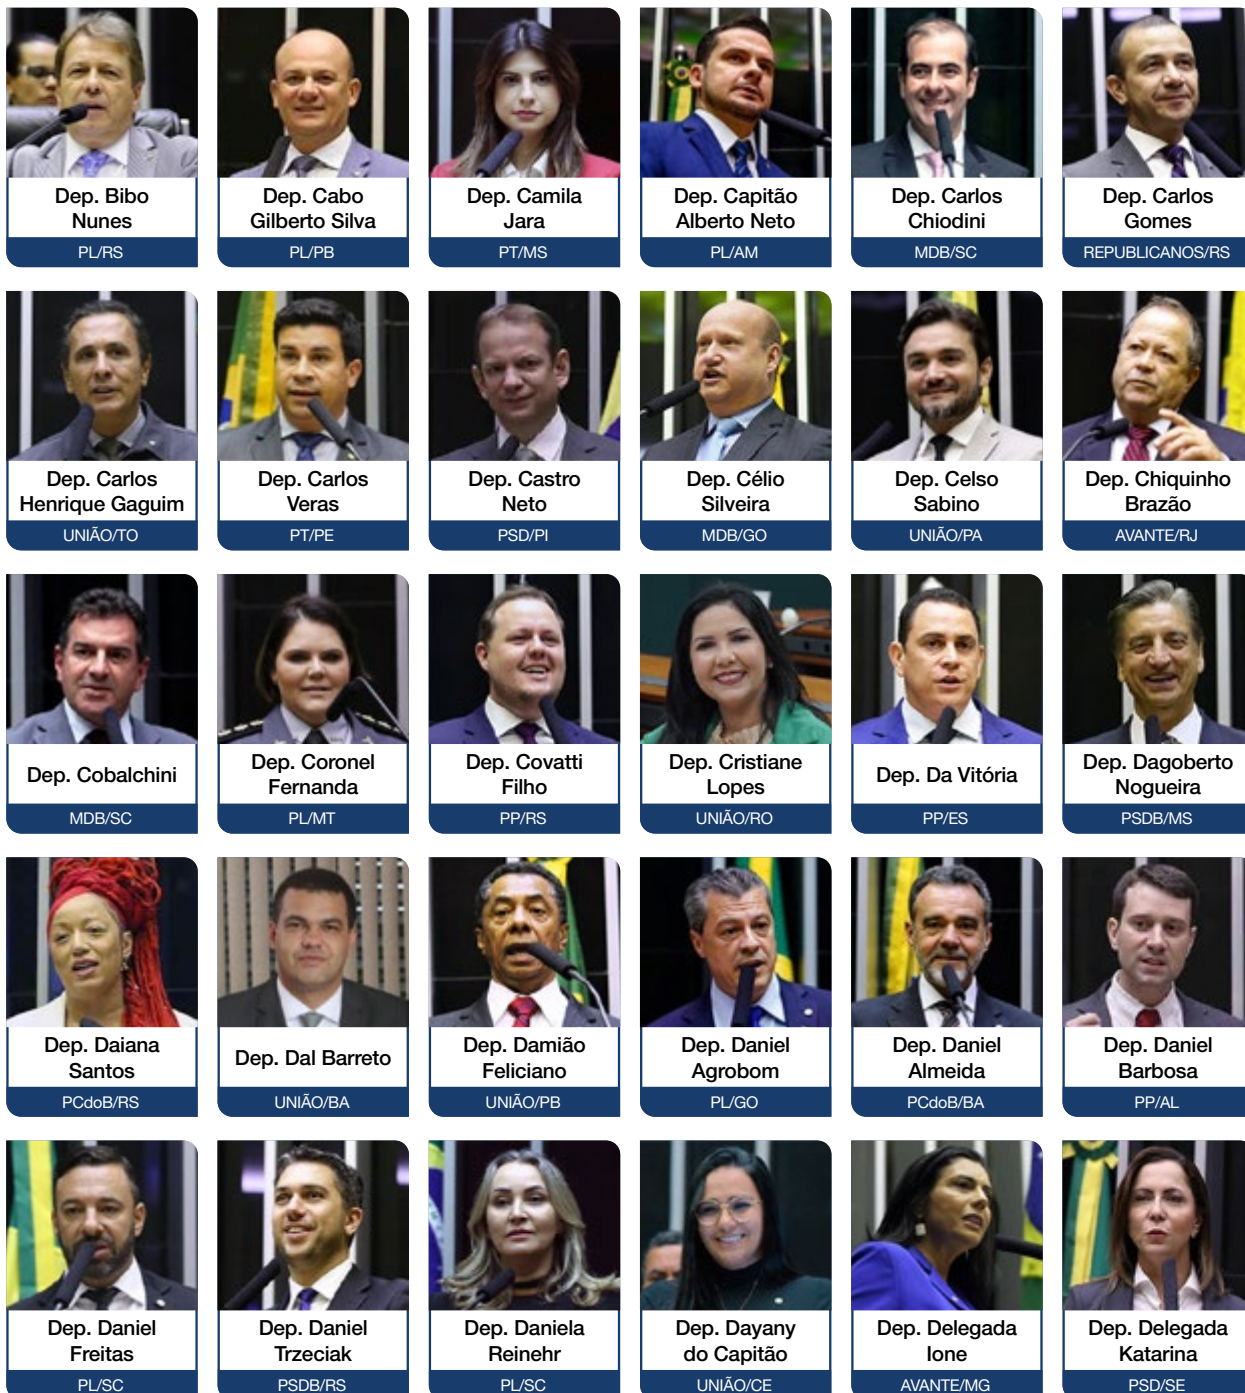 Dep. Bibo
Nunes
PL/RS
Dep. Cabo
Gilberto Silva
PL/PB
Dep. Camila
Jara
PT/MS
Dep. Capitão
Alberto Neto
PL/AM
Dep. Carlos
Chiodini
MDB/SC
Dep. Carlos
Gomes
REPUBLICANOS/RS
Dep. Carlos
Henrique Gaguim
UNIÃO/TO
Dep. Carlos
Veras
PT/PE
Dep. Castro
Neto
PSD/PI
Dep. Célio
Silveira
MDB/GO
Dep. Celso
Sabino
UNIÃO/PA
Dep. Chiquinho
Brazão
AVANTE/RJ
Dep. Cobalchini
MDB/SC
Dep. Coronel
Fernanda
PL/MT
Dep. Covatti
Filho
PP/RS
Dep. Cristiane
Lopes
UNIÃO/RO
Dep. Da Vitória
PP/ES
Dep. Dagoberto
Nogueira
PSDB/MS
Dep. Daiana
Santos
PCdoB/RS
Dep. Dal Barreto
UNIÃO/BA
Dep. Damião
Feliciano
UNIÃO/PB
Dep. Daniel
Agrobom
PL/GO
Dep. Daniel
Almeida
PCdoB/BA
Dep. Daniel
Barbosa
PP/AL
Dep. Daniel
Freitas
PL/SC
Dep. Daniel
Trzeciak
PSDB/RS
Dep. Daniela
Reinehr
PL/SC
Dep. Dayany
do Capitão
UNIÃO/CE
Dep. Delegada
Ione
AVANTE/MG
Dep. Delegada
Katarina
PSD/SE